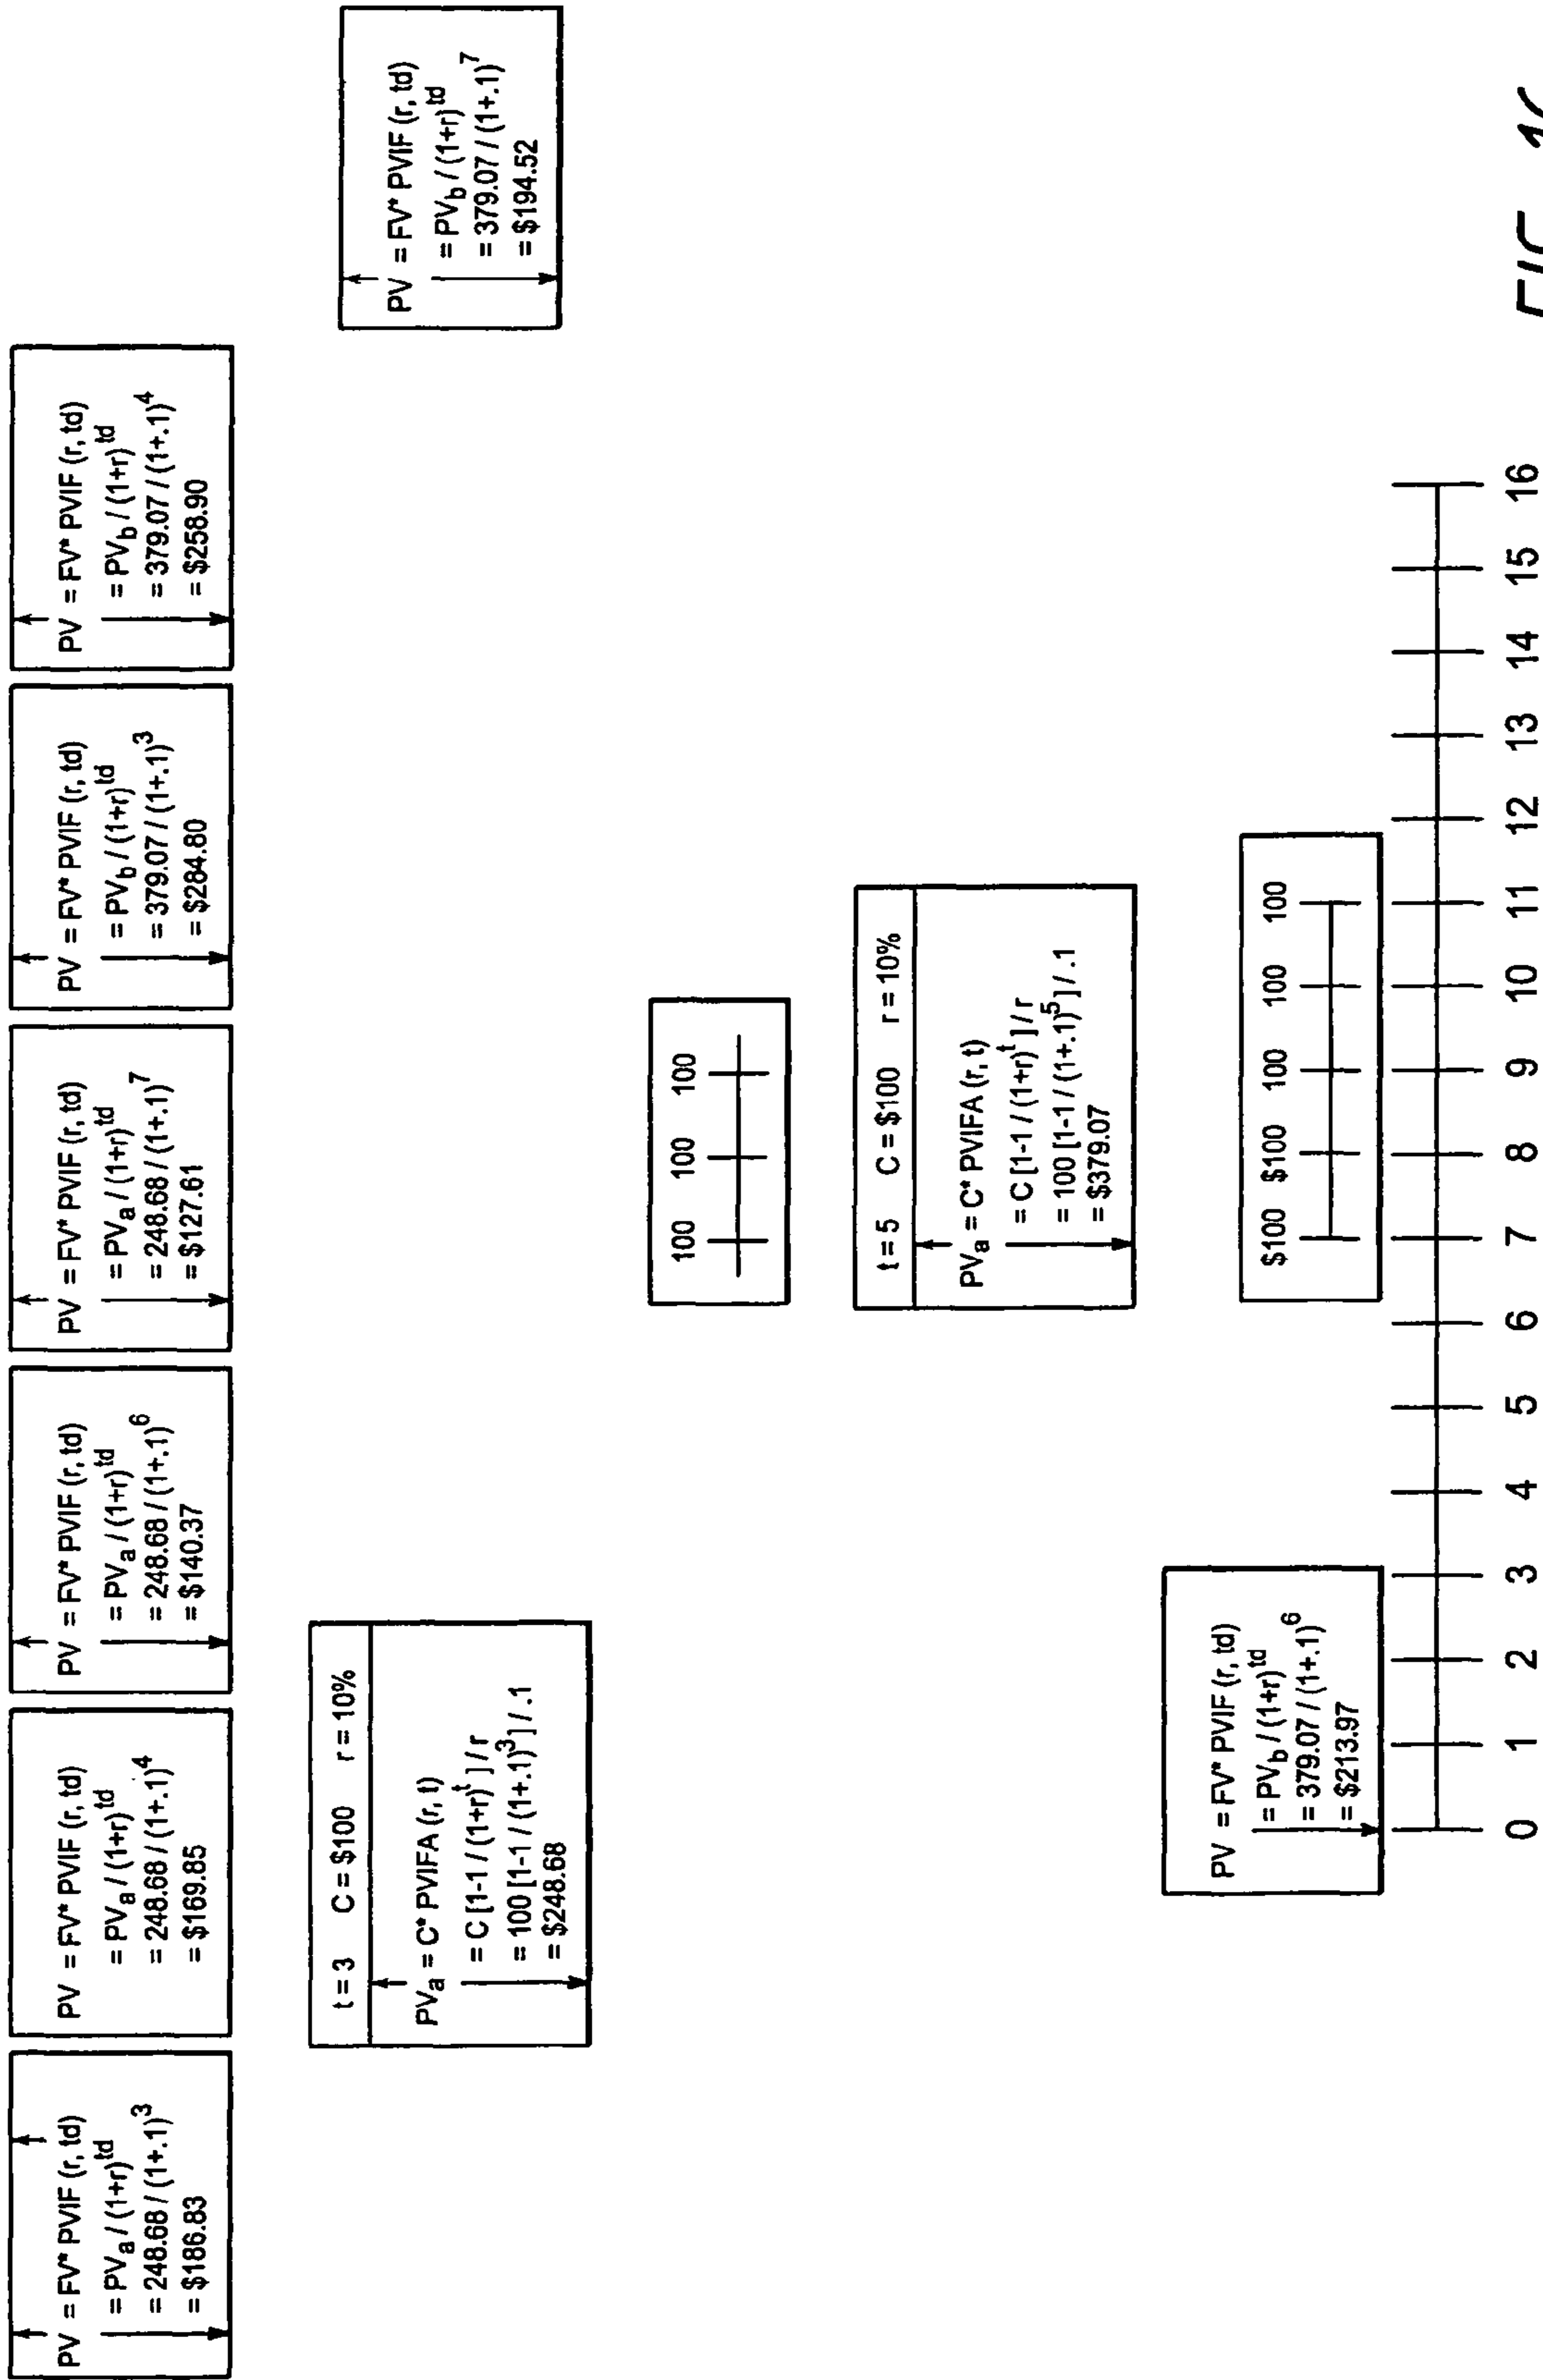 PV = FV* PVIF (r, td)
= PVa / (1+r)^td
= 248.68 / (1+.1)^3
= $186.83
PV = FV* PVIF (r, td)
= PVa / (1+r)^td
= 248.68 / (1+.1)^4
= $169.85
PV = FV* PVIF (r, td)
= PVa / (1+r)^td
= 248.68 / (1+.1)^6
= $140.37
PV = FV* PVIF (r, td)
= PVa / (1+r)^td
= 248.68 / (1+.1)^7
= $127.61
PV = FV* PVIF (r, td)
= PVb / (1+r)^td
= 379.07 / (1+.1)^3
= $284.80
PV = FV* PVIF (r, td)
= PVb / (1+r)^td
= 379.07 / (1+.1)^4
= $258.90
t = 3 C = $100 r = 10%
PVa = C* PVIFA (r, t)
= C [1-1 / (1+r)^t ] / r
= 100 [1-1 / (1+.1)^3] / .1
= $248.68
PV = FV* PVIF (r, td)
= PVb / (1+r)^td
= 379.07 / (1+.1)^7
= $194.52
100 100 100
t = 5 C = $100 r = 10%
PVa = C* PVIFA (r, t)
= C [1-1 / (1+r)^t ] / r
= 100 [1-1 / (1+.1)^5] / .1
= $379.07
PV = FV* PVIF (r, td)
= PVb / (1+r)^td
= 379.07 / (1+.1)^6
= $213.97
$100 $100 100 100 100
0 1 2 3 4 5 6 7 8 9 10 11 12 13 14 15 16